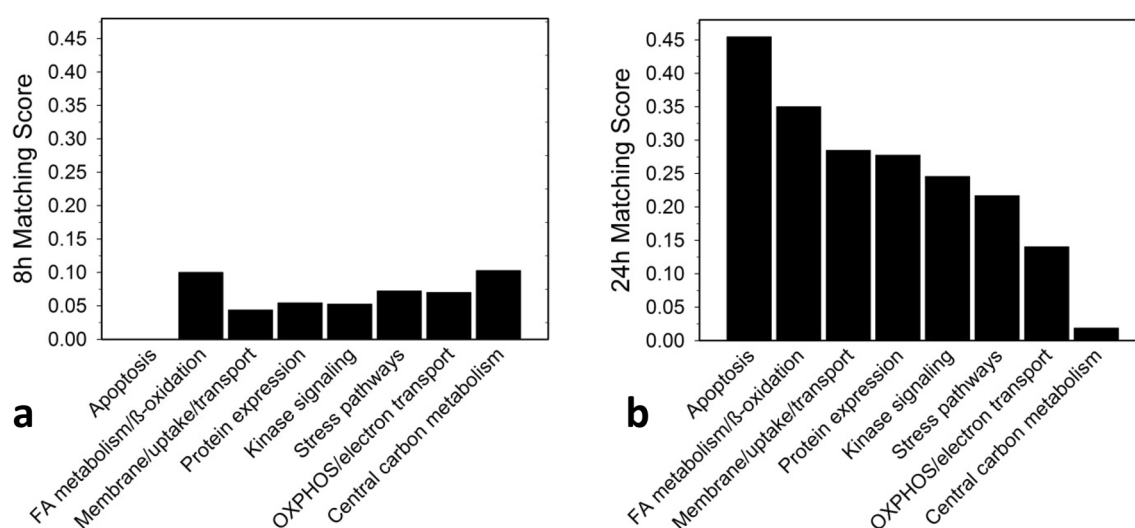 8h Matching Score
0.45
0.40
0.35
0.30
0.25
0.20
0.15
0.10
0.05
0.00
Apoptosis
FA metabolism/ß-oxidation
Membrane/uptake/transport
Protein expression
Kinase signaling
Stress pathways
OXPHOS/electron transport
Central carbon metabolism
a
24h Matching Score
0.45
0.40
0.35
0.30
0.25
0.20
0.15
0.10
0.05
0.00
Apoptosis
FA metabolism/ß-oxidation
Membrane/uptake/transport
Protein expression
Kinase signaling
Stress pathways
OXPHOS/electron transport
Central carbon metabolism
b